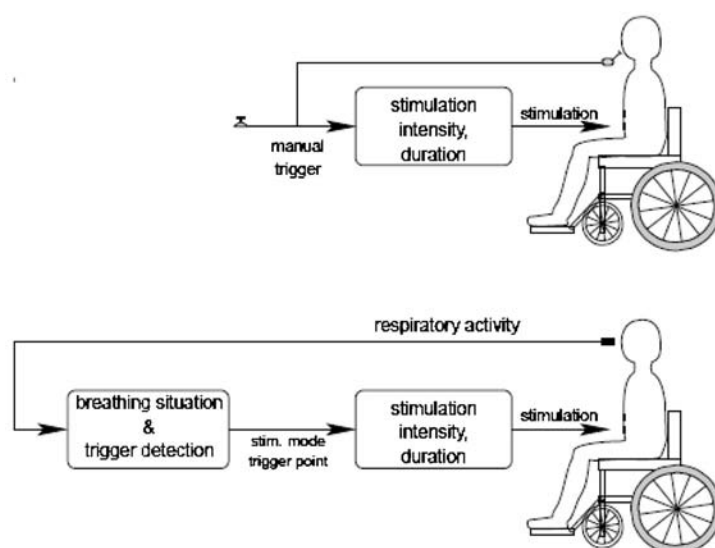 stimulation
intensity,
duration
stimulation
manual
trigger
respiratory activity
breathing situation
&
trigger detection
stim. mode
trigger point
stimulation
intensity,
duration
stimulation